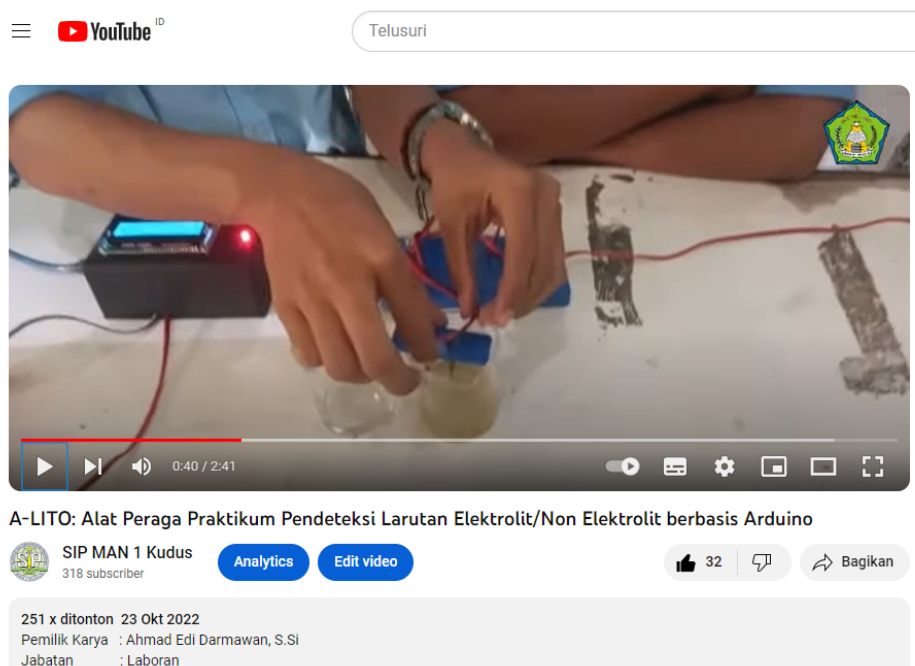 YouTube ID
Telusuri
0:40 / 2:41
A-LITO: Alat Peraga Praktikum Pendeteksi Larutan Elektrolit/Non Elektrolit berbasis Arduino
SIP MAN 1 Kudus
318 subscriber
Analytics
Edit video
32
Bagikan
251 x ditonton 23 Okt 2022
Pemilik Karya : Ahmad Edi Darmawan, S.Si
Jabatan : Laboran